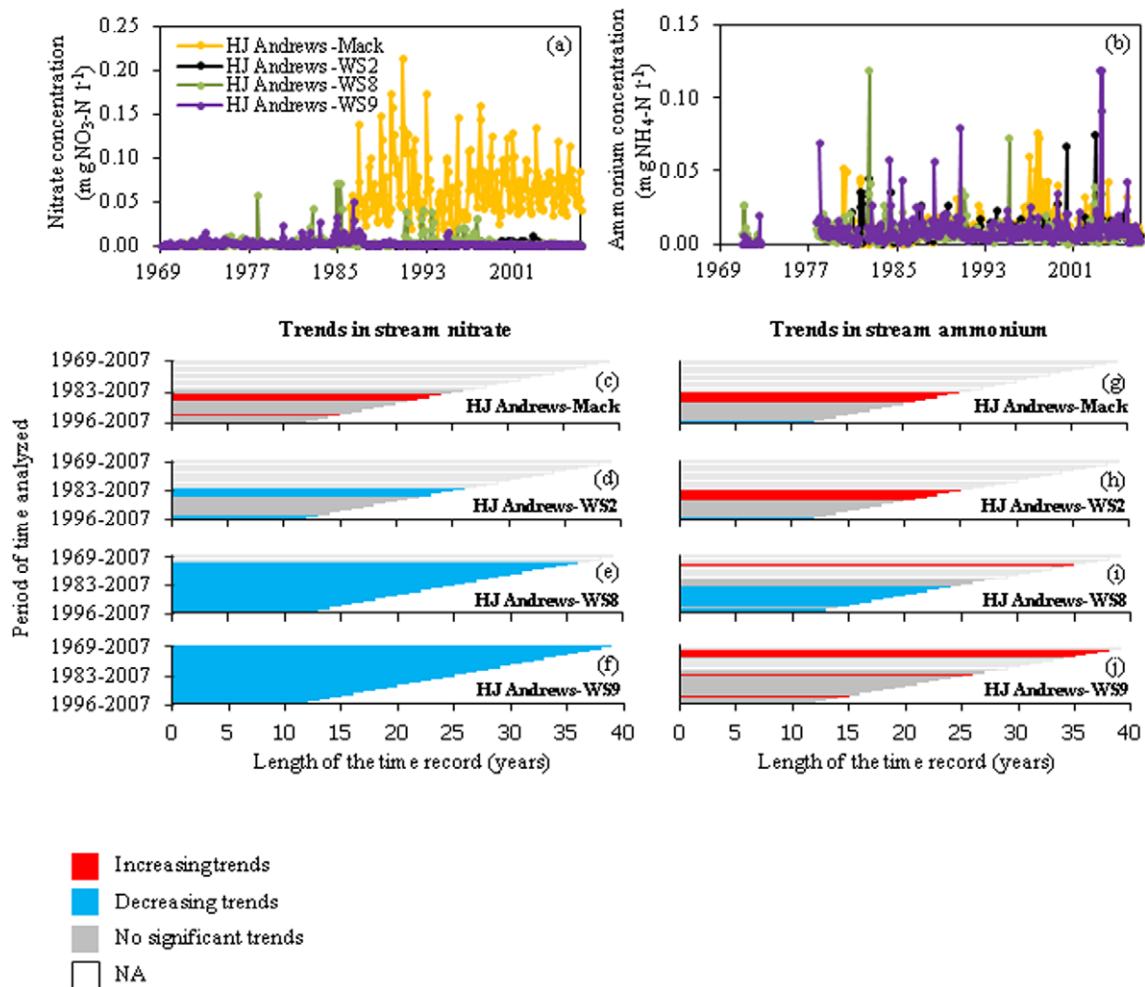 0.25
0.20
0.15
0.10
0.05
0.00
Nitrate concentration
(mgNO3-N l-1)
(a)
HJ Andrews -Mack
HJ Andrews -WS2
HJ Andrews -WS8
HJ Andrews -WS9
1969 1977 1985 1993 2001
0.15
0.10
0.05
0.00
Ammonium concentration
(mgNH4-N l-1)
(b)
1969 1977 1985 1993 2001
Trends in stream nitrate
Trends in stream ammonium
Period of time analyzed
1969-2007
1983-2007
1996-2007
(c)
HJ Andrews-Mack
1969-2007
1983-2007
1996-2007
(d)
HJ Andrews-WS2
1969-2007
1983-2007
1996-2007
(e)
HJ Andrews-WS8
1969-2007
1983-2007
1996-2007
(f)
HJ Andrews-WS9
0 5 10 15 20 25 30 35 40
Length of the time record (years)
(g)
HJ Andrews-Mack
(h)
HJ Andrews-WS2
(i)
HJ Andrews-WS8
(j)
HJ Andrews-WS9
0 5 10 15 20 25 30 35 40
Length of the time record (years)
Increasing trends
Decreasing trends
No significant trends
NA